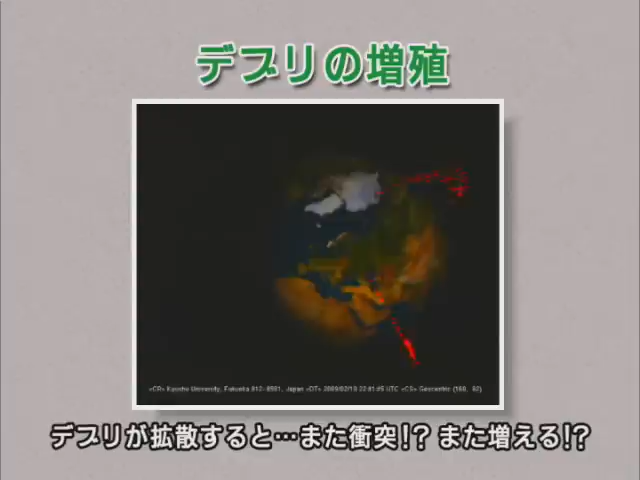 デブリの増殖
<CR> Kyushu University, Fukuoka 812-8581, Japan <DT> 2009/02/18 22:01:05 UTC <CS> Geocentric (160, 62)
デブリが拡散すると…また衝突!? また増える!?